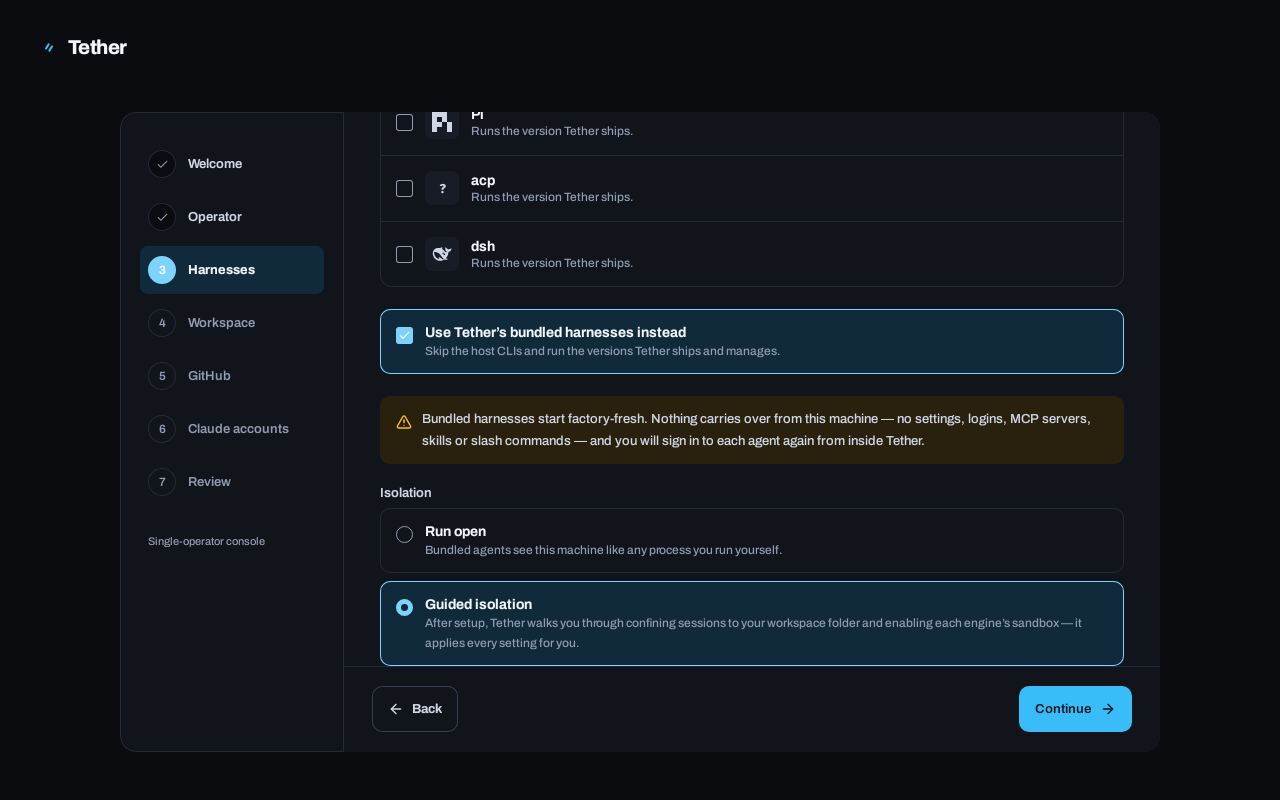 Tether
Welcome
Operator
3 Harnesses
4 Workspace
5 GitHub
6 Claude accounts
7 Review
Single-operator console
Pi
Runs the version Tether ships.
?
acp
Runs the version Tether ships.
dsh
Runs the version Tether ships.
Use Tether's bundled harnesses instead
Skip the host CLIs and run the versions Tether ships and manages.
Bundled harnesses start factory-fresh. Nothing carries over from this machine — no settings, logins, MCP servers,
skills or slash commands — and you will sign in to each agent again from inside Tether.
Isolation
Run open
Bundled agents see this machine like any process you run yourself.
Guided isolation
After setup, Tether walks you through confining sessions to your workspace folder and enabling each engine's sandbox — it
applies every setting for you.
Back
Continue